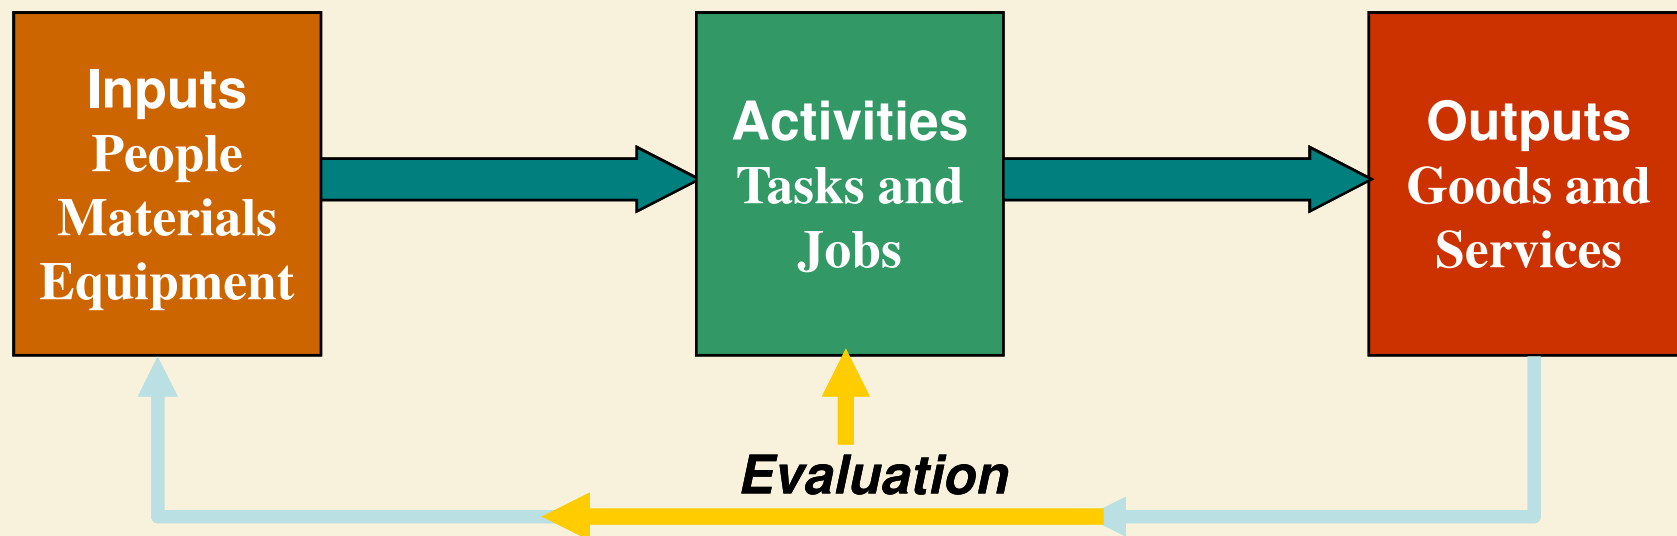 Inputs
People
Materials
Equipment
Activities
Tasks and
Jobs
Outputs
Goods and
Services
Evaluation